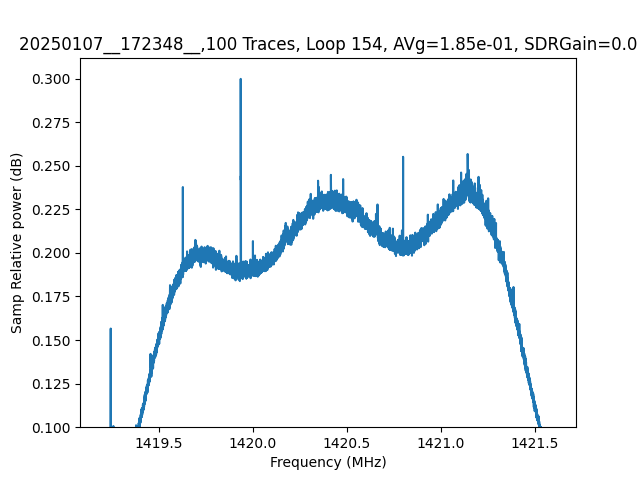 20250107__172348__,100 Traces, Loop 154, AVg=1.85e-01, SDRGain=0.0
0.300
0.275
0.250
0.225
0.200
0.175
0.150
0.125
0.100
Samp Relative power (dB)
1419.5 1420.0 1420.5 1421.0 1421.5
Frequency (MHz)